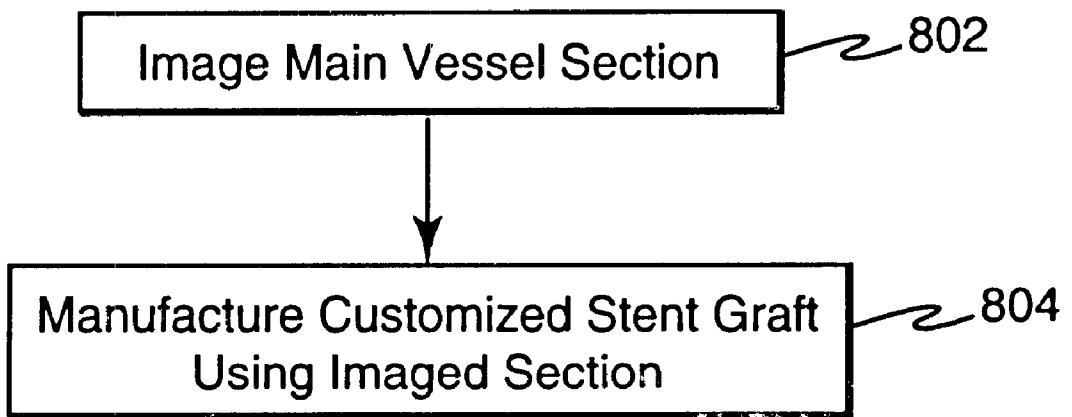 Image Main Vessel Section
802
Manufacture Customized Stent Graft
Using Imaged Section
804